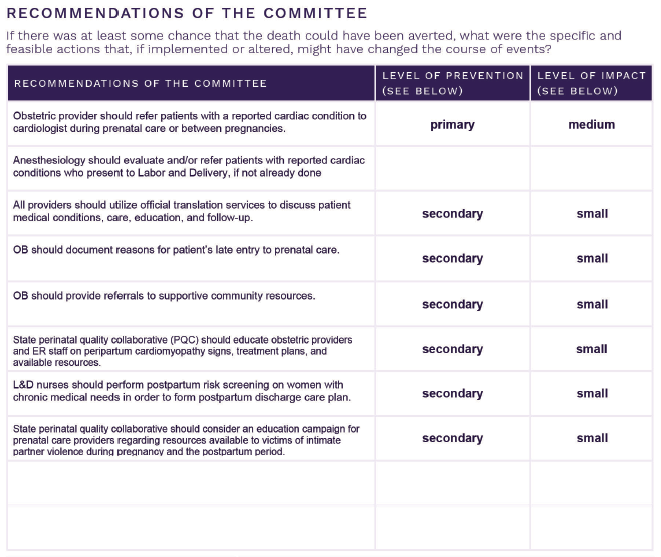 RECOMMENDATIONS OF THE COMMITTEE
If there was at least some chance that the death could have been averted, what were the specific and
feasible actions that, if implemented or altered, might have changed the course of events?
RECOMMENDATIONS OF THE COMMITTEE
LEVEL OF PREVENTION
(SEE BELOW)
LEVEL OF IMPACT
(SEE BELOW)
Obstetric provider should refer patients with a reported cardiac condition to
cardiologist during prenatal care or between pregnancies.
primary
medium
Anesthesiology should evaluate and/or refer patients with reported cardiac
conditions who present to Labor and Delivery, if not already done
All providers should utilize official translation services to discuss patient
medical conditions, care, education, and follow-up.
secondary
small
OB should document reasons for patient's late entry to prenatal care.
secondary
small
OB should provide referrals to supportive community resources.
secondary
small
State perinatal quality collaborative (PQC) should educate obstetric providers
and ER staff on peripartum cardiomyopathy signs, treatment plans, and
available resources.
secondary
small
L&D nurses should perform postpartum risk screening on women with
chronic medical needs in order to form postpartum discharge care plan.
secondary
small
State perinatal quality collaborative should consider an education campaign for
prenatal care providers regarding resources available to victims of intimate
partner violence during pregnancy and the postpartum period.
secondary
small